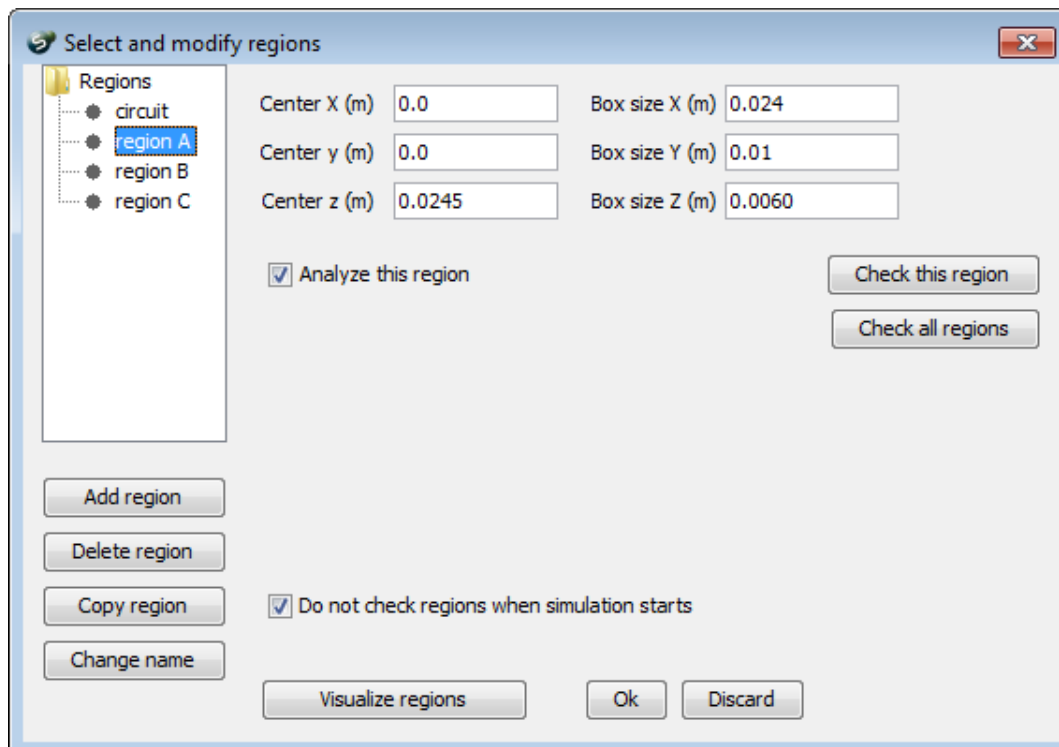 Select and modify regions
Regions
circuit
region A
region B
region C
Center X (m) 0.0 Box size X (m) 0.024
Center y (m) 0.0 Box size Y (m) 0.01
Center z (m) 0.0245 Box size Z (m) 0.0060
Analyze this region
Check this region
Check all regions
Add region
Delete region
Copy region
Change name
Do not check regions when simulation starts
Visualize regions Ok Discard